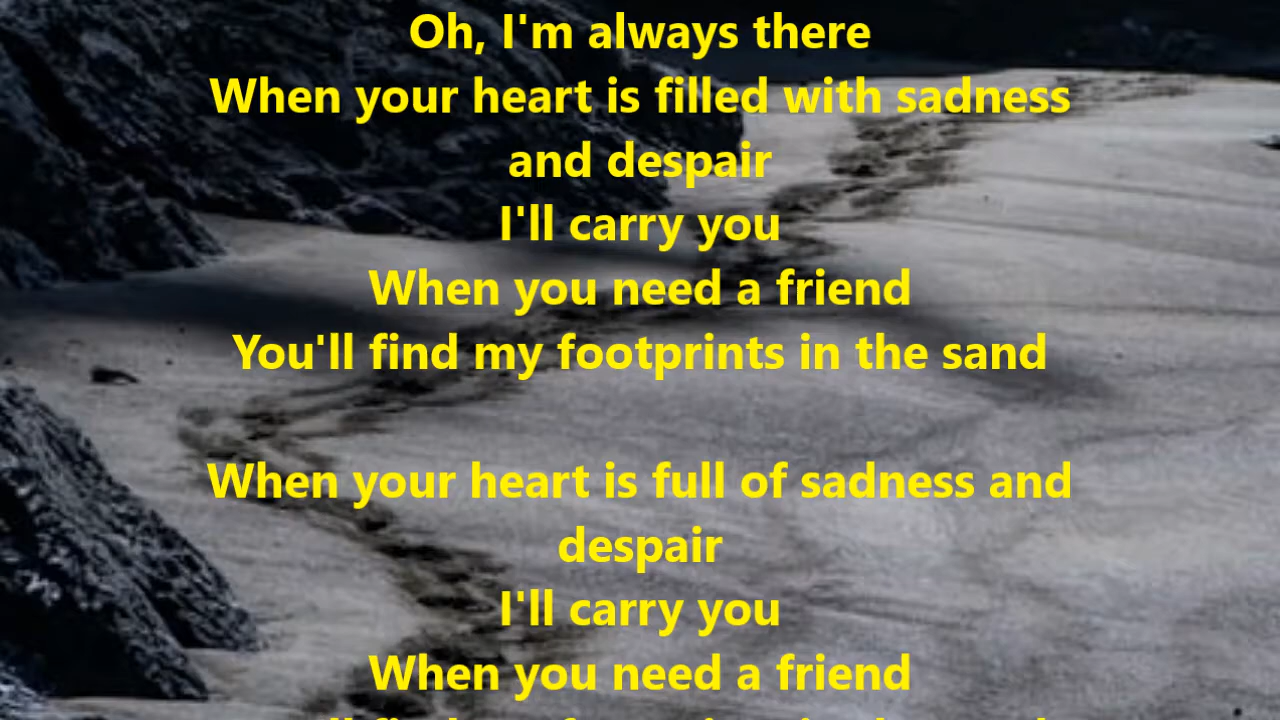 Oh, I'm always there
When your heart is filled with sadness
and despair
I'll carry you
When you need a friend
You'll find my footprints in the sand
When your heart is full of sadness and
despair
I'll carry you
When you need a friend